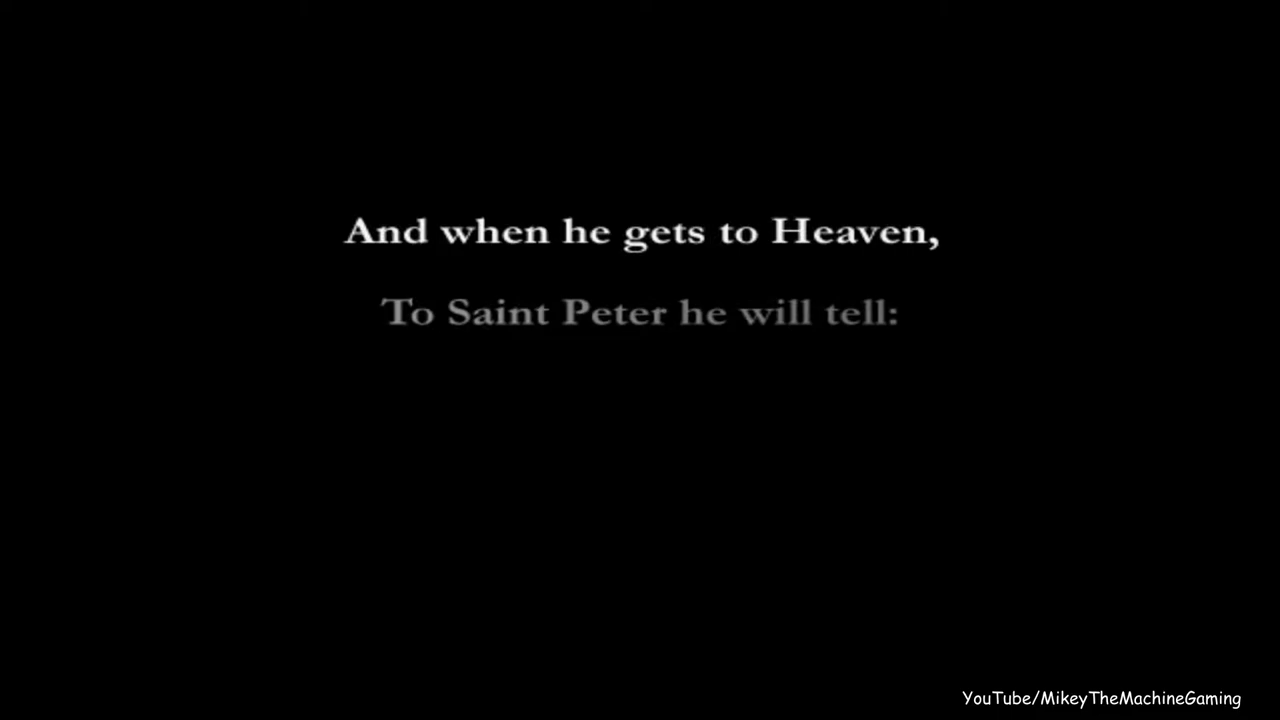 And when he gets to Heaven,
To Saint Peter he will tell:
YouTube/MikeyTheMachineGaming